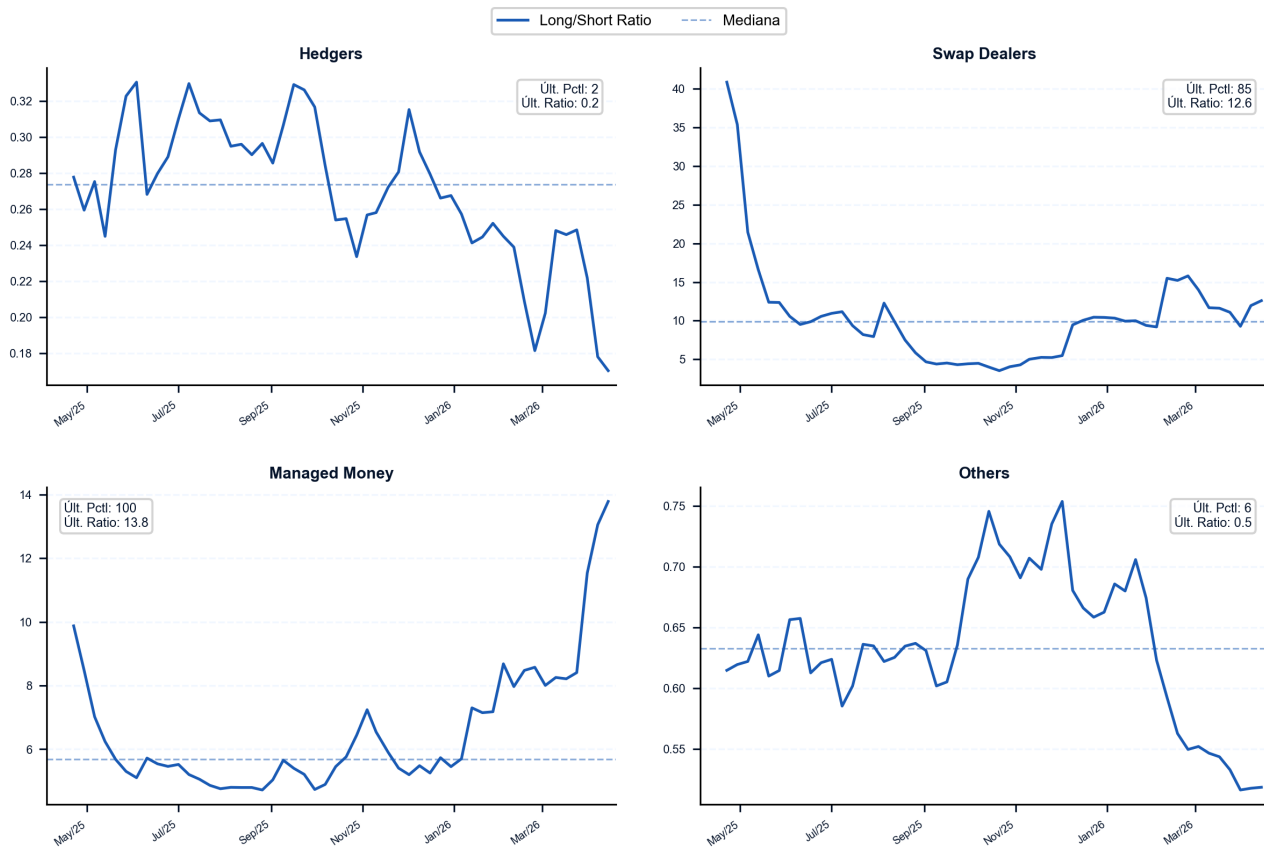 Long/Short Ratio
Mediana
Hedgers
Últ. Pctl: 2
Últ. Ratio: 0.2
0.32
0.30
0.28
0.26
0.24
0.22
0.20
0.18
May/25
Jul/25
Sep/25
Nov/25
Jan/26
Mar/26
Swap Dealers
Últ. Pctl: 85
Últ. Ratio: 12.6
40
35
30
25
20
15
10
5
May/25
Jul/25
Sep/25
Nov/25
Jan/26
Mar/26
Managed Money
Últ. Pctl: 100
Últ. Ratio: 13.8
14
12
10
8
6
May/25
Jul/25
Sep/25
Nov/25
Jan/26
Mar/26
Others
Últ. Pctl: 6
Últ. Ratio: 0.5
0.75
0.70
0.65
0.60
0.55
May/25
Jul/25
Sep/25
Nov/25
Jan/26
Mar/26